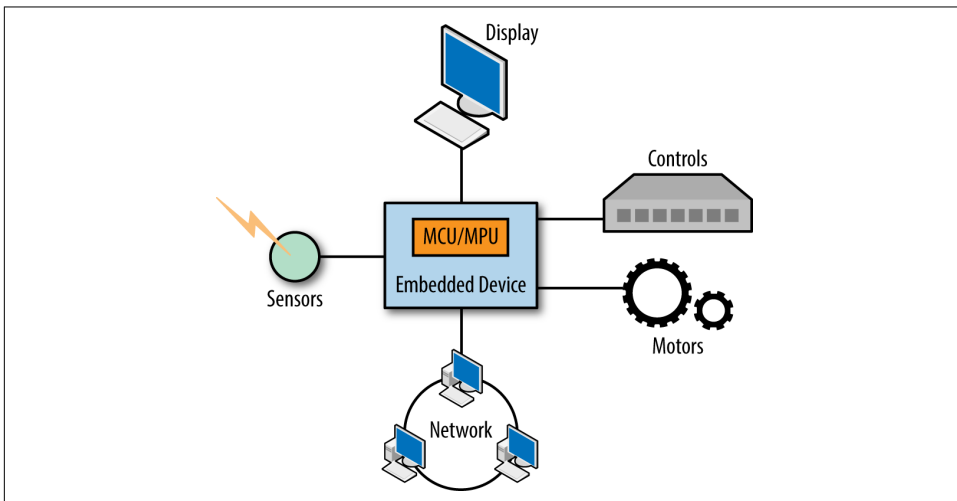 Display
Controls
MCU/MPU
Embedded Device
Sensors
Motors
Network